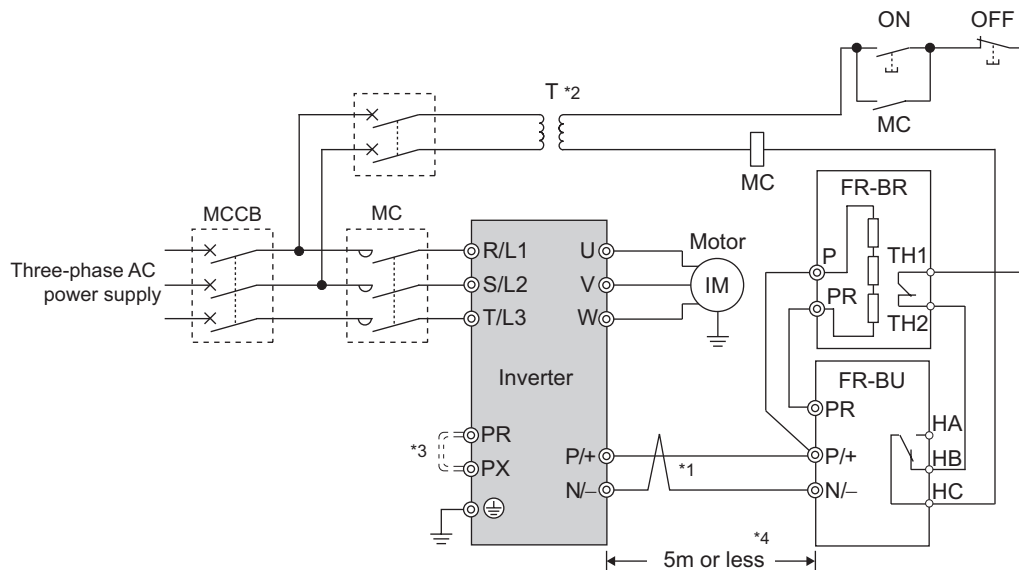 ON OFF
T *2
MC
MC
FR-BR
MCCB MC
R/L1 U Motor
P TH1
Three-phase AC
power supply
S/L2 V IM
PR
T/L3 W TH2
Inverter
FR-BU
PR
HA
PR
*3
PX P/+ *1 P/+ HB
N/– N/– HC
*4
5m or less